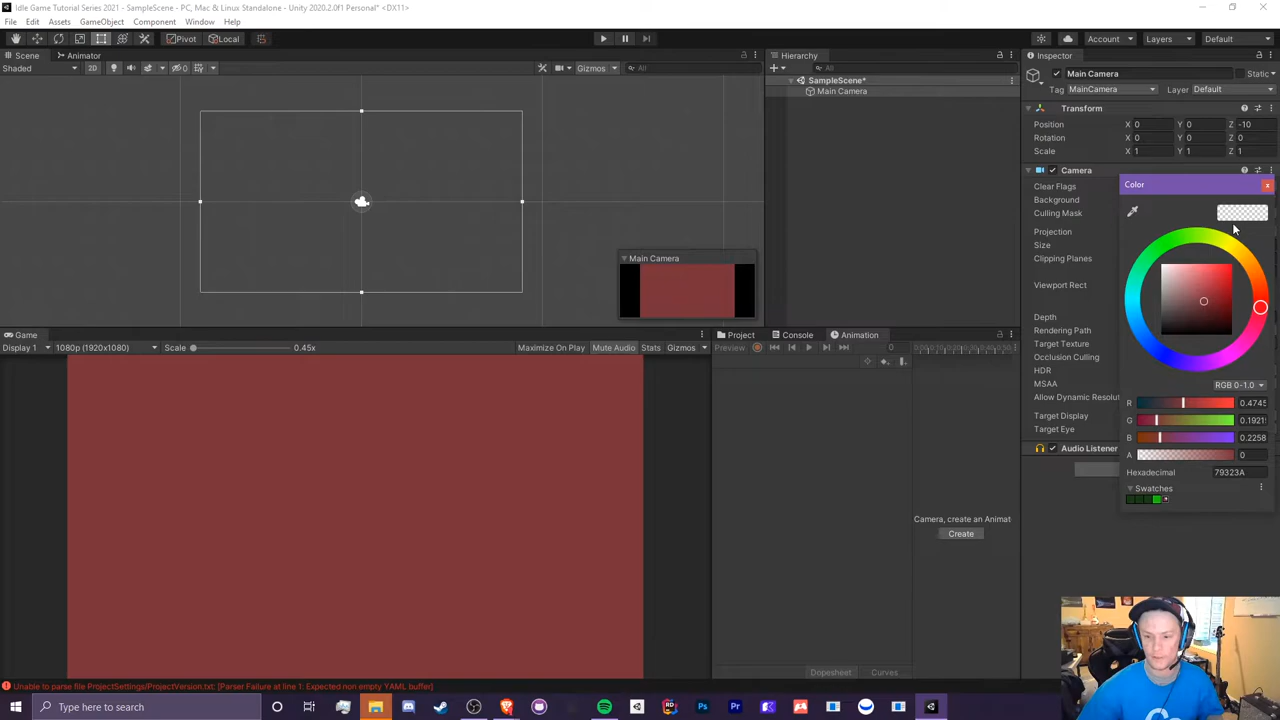 Idle Game Tutorial Series 2021 - SampleScene - PC, Mac & Linux Standalone - Unity 2020.2.0f1 Personal* <DX11>
File Edit Assets GameObject Component Window Help
Pivot Local Account Layers Default
Scene Animator
Shaded 2D 0 Gizmos All
Main Camera
Hierarchy
All
SampleScene*
Main Camera
Inspector
Main Camera Static
Tag MainCamera Layer Default
Transform
Position X 0 Y 0 Z -10
Rotation X 0 Y 0 Z 0
Scale X 1 Y 1 Z 1
Camera
Clear Flags
Background
Culling Mask
Projection
Size
Clipping Planes
Viewport Rect
Depth
Rendering Path
Target Texture
Occlusion Culling
HDR
MSAA
Allow Dynamic Resolut
Target Display
Target Eye
Audio Listener
Color x
RGB 0-1.0
R 0.4745
G 0.1921
B 0.2258
A 0
Hexadecimal 79323A
Swatches
Game
Display 1 1080p (1920x1080) Scale 0.45x Maximize On Play Mute Audio Stats Gizmos
Project Console Animation
Preview 0
Camera, create an Animat
Create
Dopesheet Curves
Unable to parse file ProjectSettings/ProjectVersion.txt: [Parser Failure at line 1: Expected non empty YAML buffer]
Type here to search